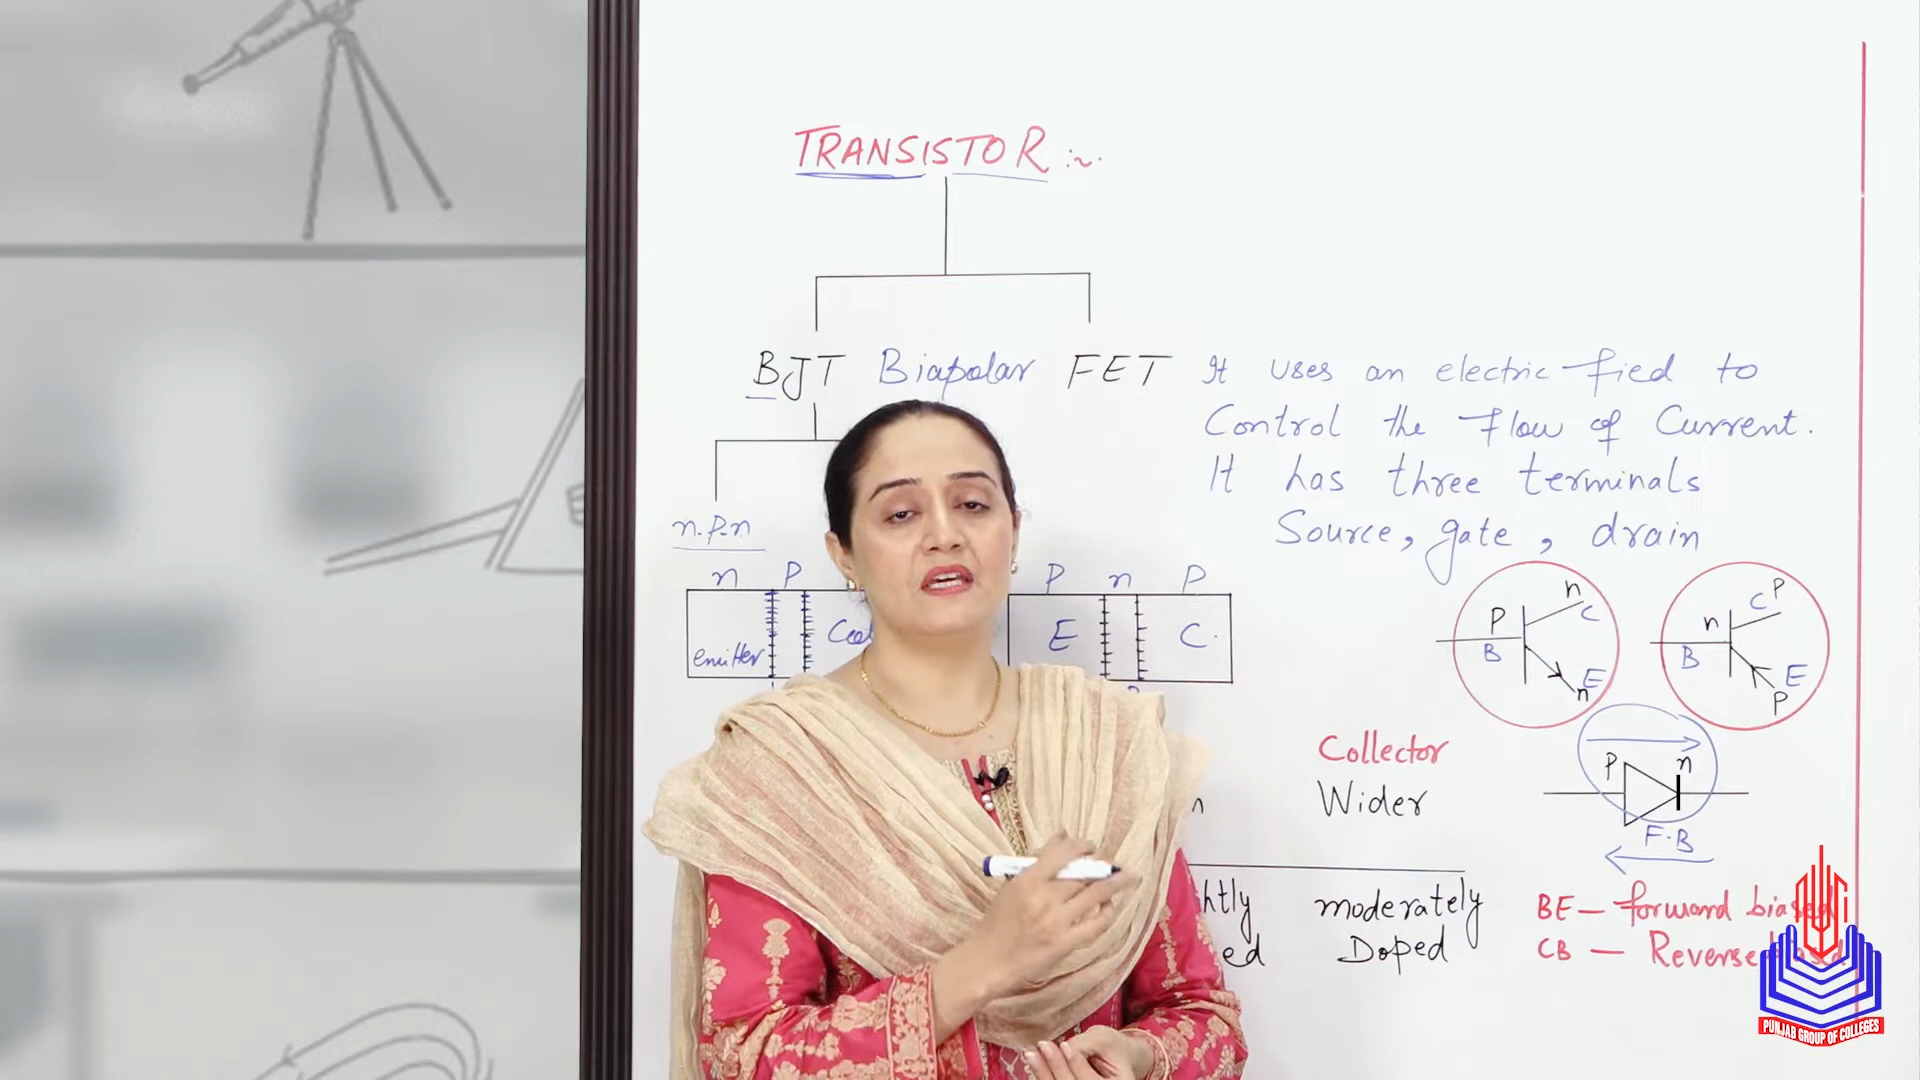 TRANSISTOR :~.
BJT Biapolar FET It uses an electric fied to
Control the flow of Current.
It has three terminals
Source, gate, drain
n.p.n
n P
P n P
emitter
E C.
P B n C n E
n B C P E P
Collector
Wider
P n
F.B
moderately
Doped
BE - forward biased
CB - Reverse
PUNJAB GROUP OF COLLEGES